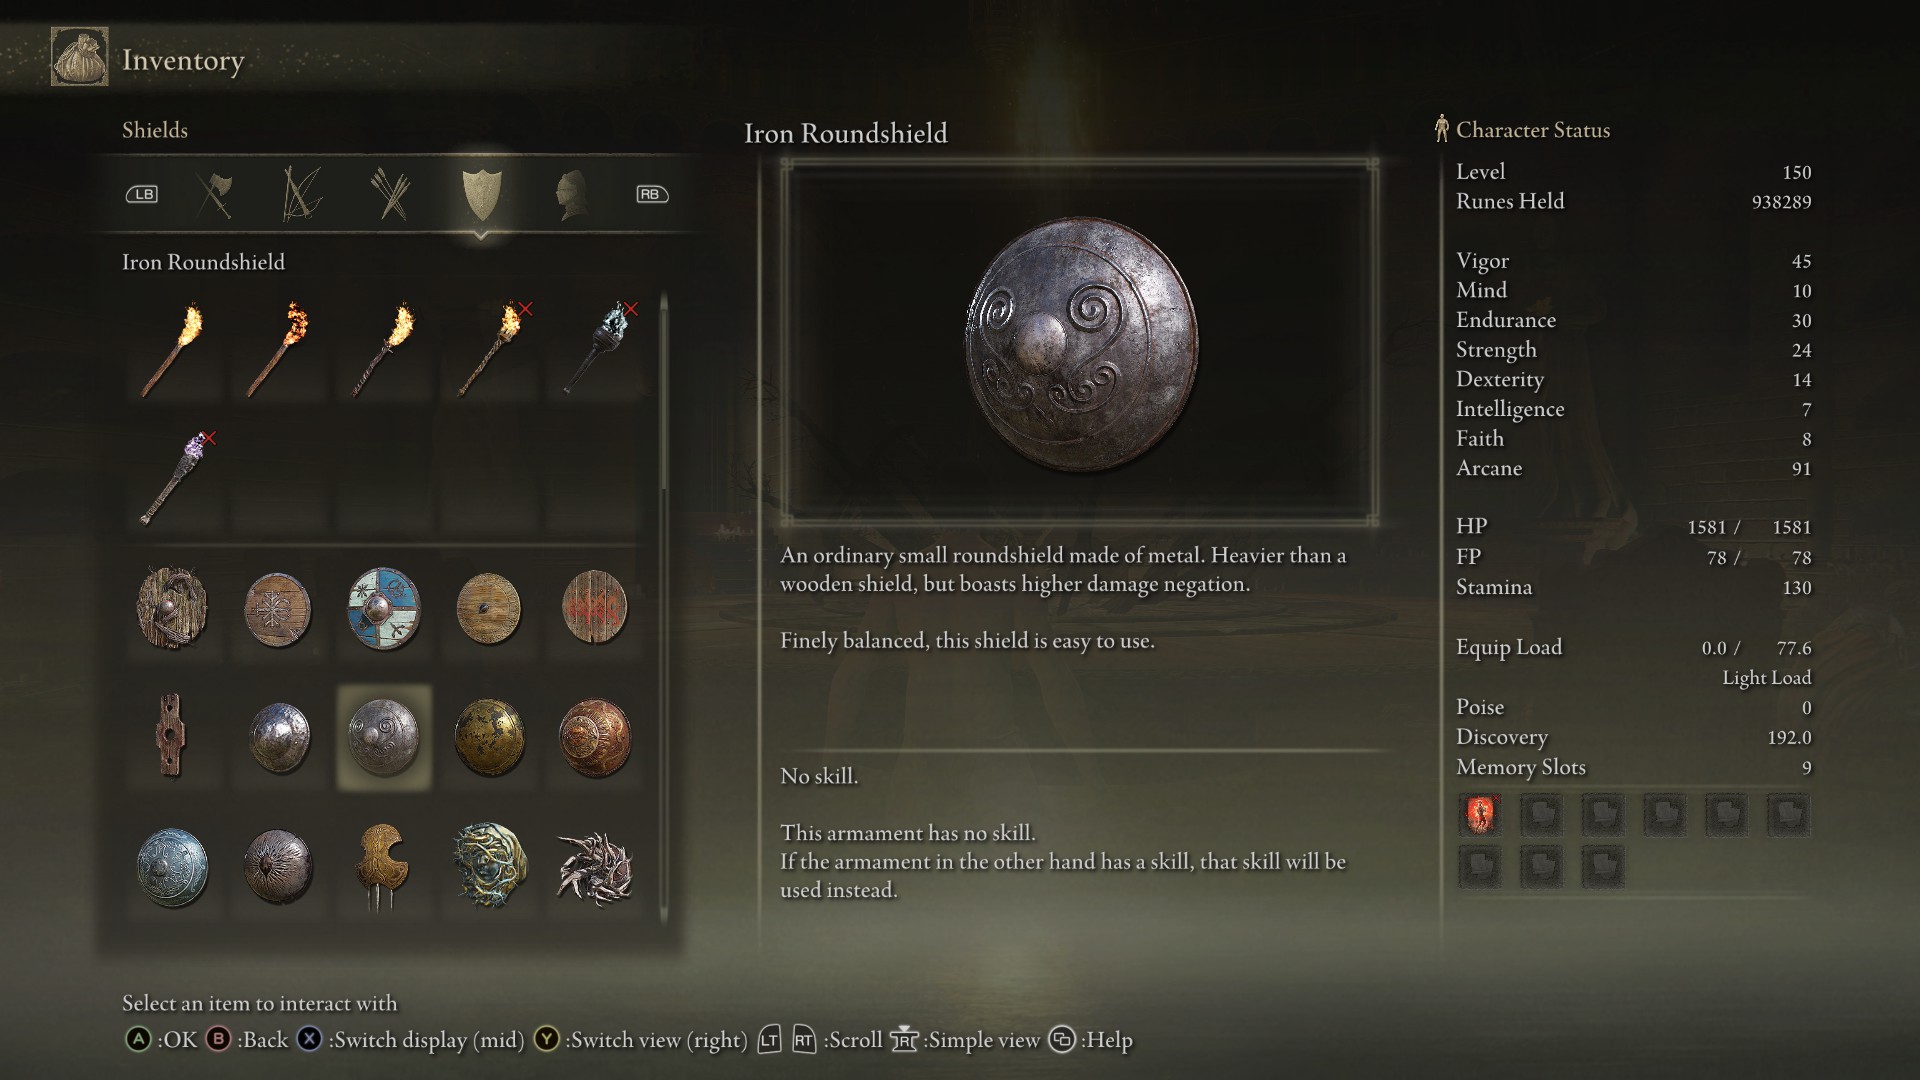 Inventory
Shields
LB
RB
Iron Roundshield
Iron Roundshield
An ordinary small roundshield made of metal. Heavier than a
wooden shield, but boasts higher damage negation.
Finely balanced, this shield is easy to use.
No skill.
This armament has no skill.
If the armament in the other hand has a skill, that skill will be
used instead.
Character Status
Level 150
Runes Held 938289
Vigor 45
Mind 10
Endurance 30
Strength 24
Dexterity 14
Intelligence 7
Faith 8
Arcane 91
HP 1581 / 1581
FP 78 / 78
Stamina 130
Equip Load 0.0 / 77.6
Light Load
Poise 0
Discovery 192.0
Memory Slots 9
Select an item to interact with
A :OK B :Back X :Switch display (mid) Y :Switch view (right) LT RT :Scroll R :Simple view :Help